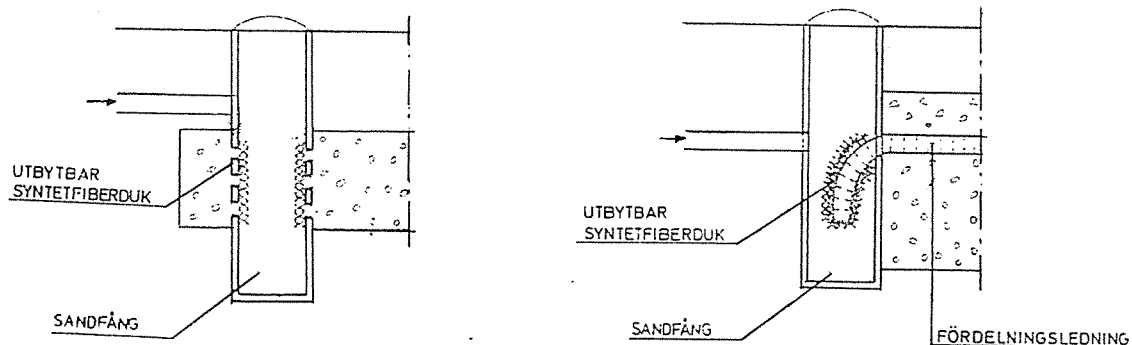 UTBYTBAR
SYNTETFIBERDUK
SANDFÅNG
UTBYTBAR
SYNTETFIBERDUK
SANDFÅNG
FÖRDELNINGSLEDNING